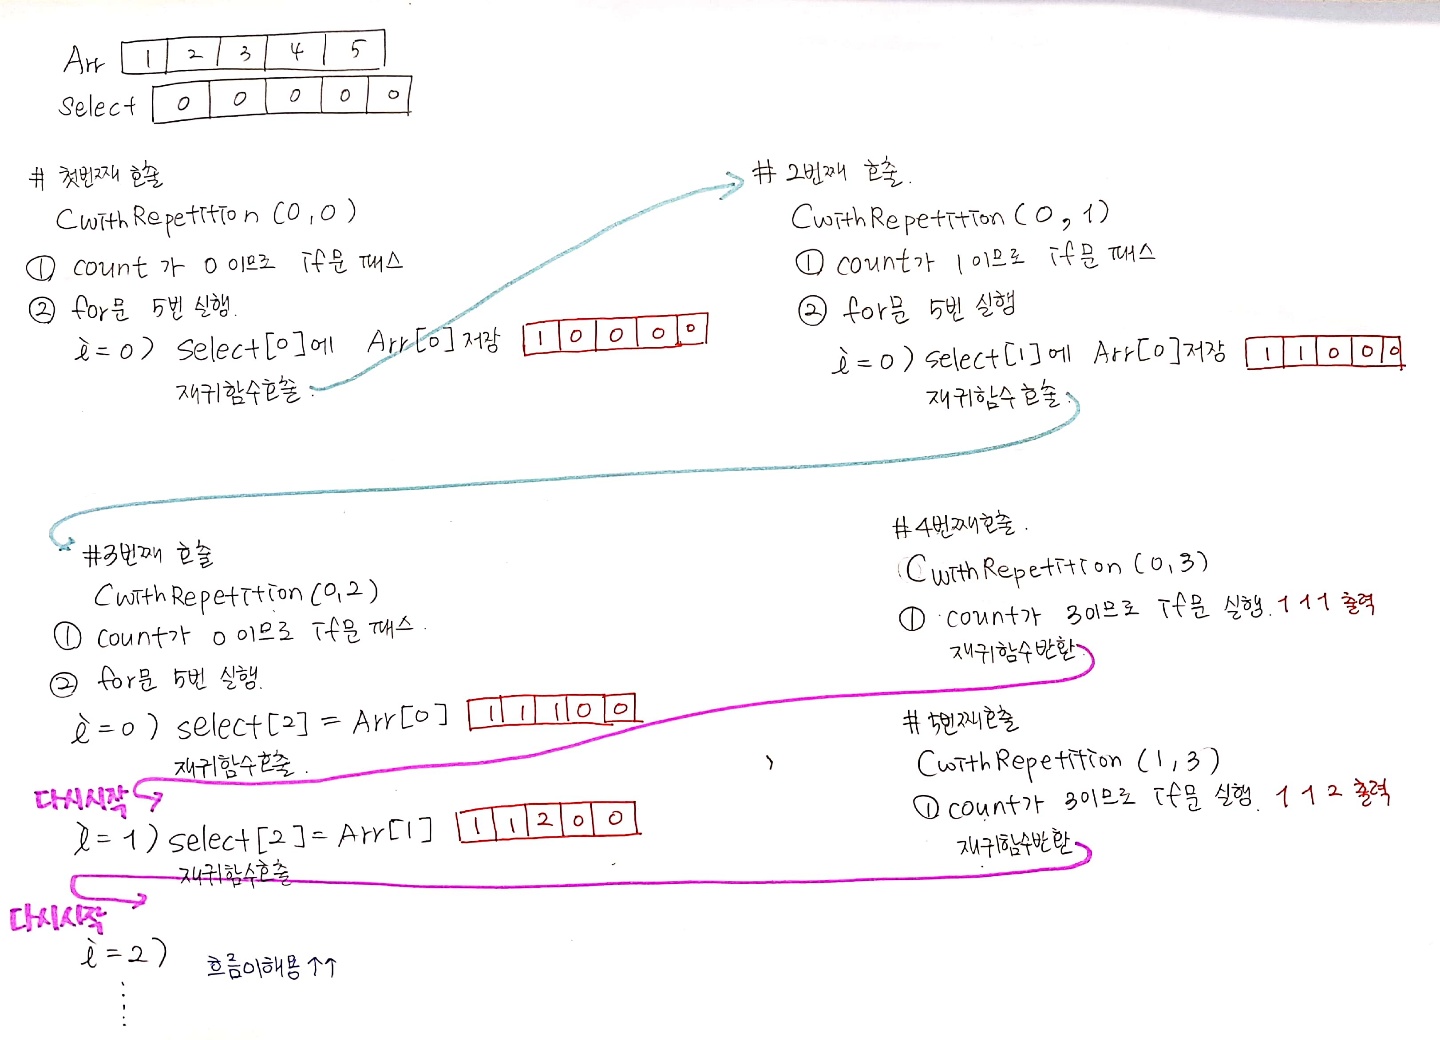 Arr 1 2 3 4 5
Select 0 0 0 0 0
# 첫번째 호출
CwithRepetition (0,0)
① count 가 0 이므로 if문 패스
② for문 5번 실행.
i=0) select[0]에 Arr[0] 저장 1 0 0 0 0
재귀함수호출.
# 2번째 호출.
CwithRepetition (0,1)
① count가 1 이므로 if문 패스
② for문 5번 실행
i=0) select[1]에 Arr[0]저장 1 1 0 0 0
재귀함수호출.
#3번째 호출
CwithRepetition (0,2)
① count가 0 이므로 if문 패스.
② for문 5번 실행.
i=0) select[2] = Arr[0] 1 1 1 0 0
재귀함수호출.
다시시작
i=1) select[2] = Arr[1] 1 1 2 0 0
재귀함수호출
다시시작
i=2)
흐름이해용 ↑↑
#4번째호출.
CwithRepetition (0,3)
① count가 3이므로 if문 실행. 1 1 1 출력
재귀함수반환.
# 5번째호출
CwithRepetition (1,3)
① count가 3이므로 if문 실행. 1 1 2 출력
재귀함수반환.